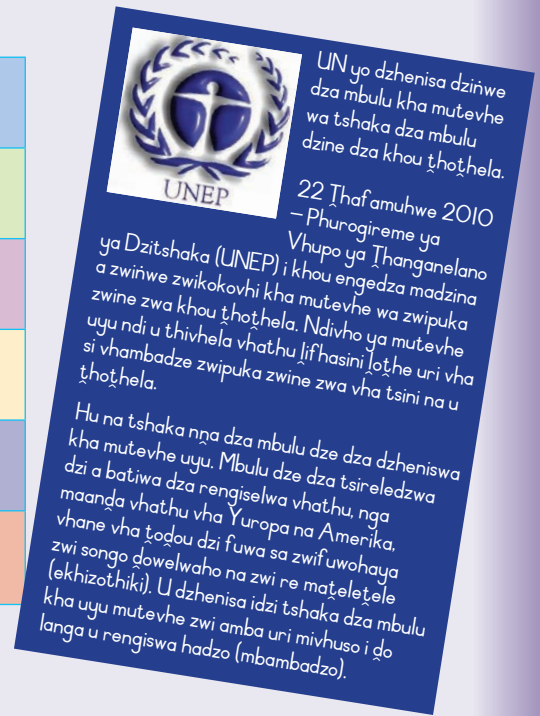 UNEP
UN yo dzhenisa dziṅwe
dza mbulu kha mutevhe
wa tshaka dza mbulu
dzine dza khou ṱhoṱhela.
22 Ṱhafamuhwe 2010
– Phurogireme ya
Vhupo ya Ṱhanganelano
ya Dzitshaka (UNEP) i khou engedza madzina
a zwiṅwe zwikokovhi kha mutevhe wa zwipuka
zwine zwa khou ṱhoṱhela. Ndivho ya mutevhe
uyu ndi u thivhela vhathu ḽifhasini ḽoṱhe uri vha
si vhambadze zwipuka zwine zwa vha tsini na u
ṱhoṱhela.
Hu na tshaka nṋa dza mbulu dze dza dzheniswa
kha mutevhe uyu. Mbulu dze dza tsireledzwa
dzi a batiwa dza rengiselwa vhathu, nga
maanḓa vhathu vha Yuropa na Amerika,
vhane vha ṱoḓou dzi fuwa sa zwifuwohaya
zwi songo ḓowelwaho na zwi re maṱeleṱele
(ekhizothiki). U dzhenisa idzi tshaka dza mbulu
kha uyu mutevhe zwi amba uri mivhuso i ḓo
langa u rengiswa hadzo (mbambadzo).